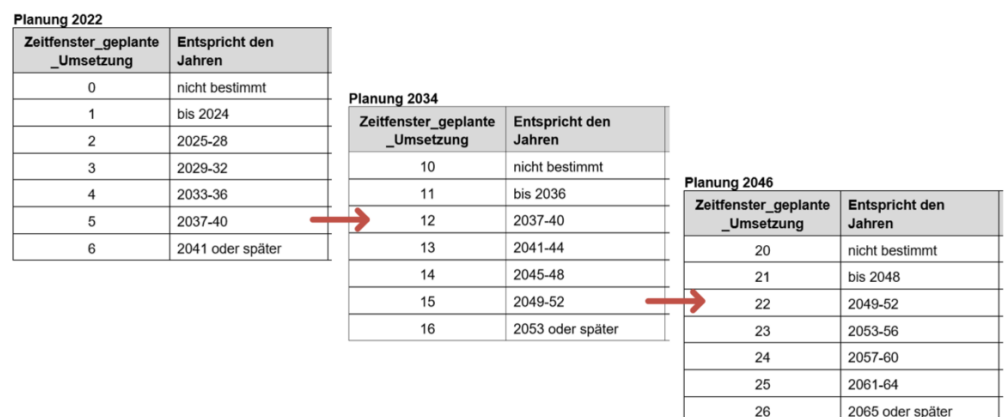 Planung 2022
Zeitfenster_geplante Entspricht den
_Umsetzung Jahren
0 nicht bestimmt
1 bis 2024
2 2025-28
3 2029-32
4 2033-36
5 2037-40
6 2041 oder später
Planung 2034
Zeitfenster_geplante Entspricht den
_Umsetzung Jahren
10 nicht bestimmt
11 bis 2036
12 2037-40
13 2041-44
14 2045-48
15 2049-52
16 2053 oder später
Planung 2046
Zeitfenster_geplante Entspricht den
_Umsetzung Jahren
20 nicht bestimmt
21 bis 2048
22 2049-52
23 2053-56
24 2057-60
25 2061-64
26 2065 oder später